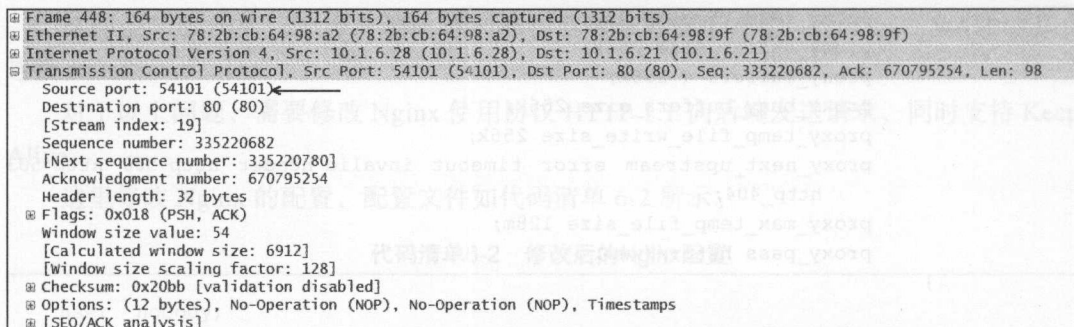 Frame 448: 164 bytes on wire (1312 bits), 164 bytes captured (1312 bits)
Ethernet II, Src: 78:2b:cb:64:98:a2 (78:2b:cb:64:98:a2), Dst: 78:2b:cb:64:98:9f (78:2b:cb:64:98:9f)
Internet Protocol Version 4, Src: 10.1.6.28 (10.1.6.28), Dst: 10.1.6.21 (10.1.6.21)
Transmission Control Protocol, Src Port: 54101 (54101), Dst Port: 80 (80), Seq: 335220682, Ack: 670795254, Len: 98
Source port: 54101 (54101)
Destination port: 80 (80)
[Stream index: 19]
Sequence number: 335220682
[Next sequence number: 335220780]
Acknowledgment number: 670795254
Header length: 32 bytes
Flags: 0x018 (PSH, ACK)
Window size value: 54
[Calculated window size: 6912]
[Window size scaling factor: 128]
Checksum: 0x20bb [validation disabled]
Options: (12 bytes), No-Operation (NOP), No-Operation (NOP), Timestamps
[SEQ/ACK analysis]